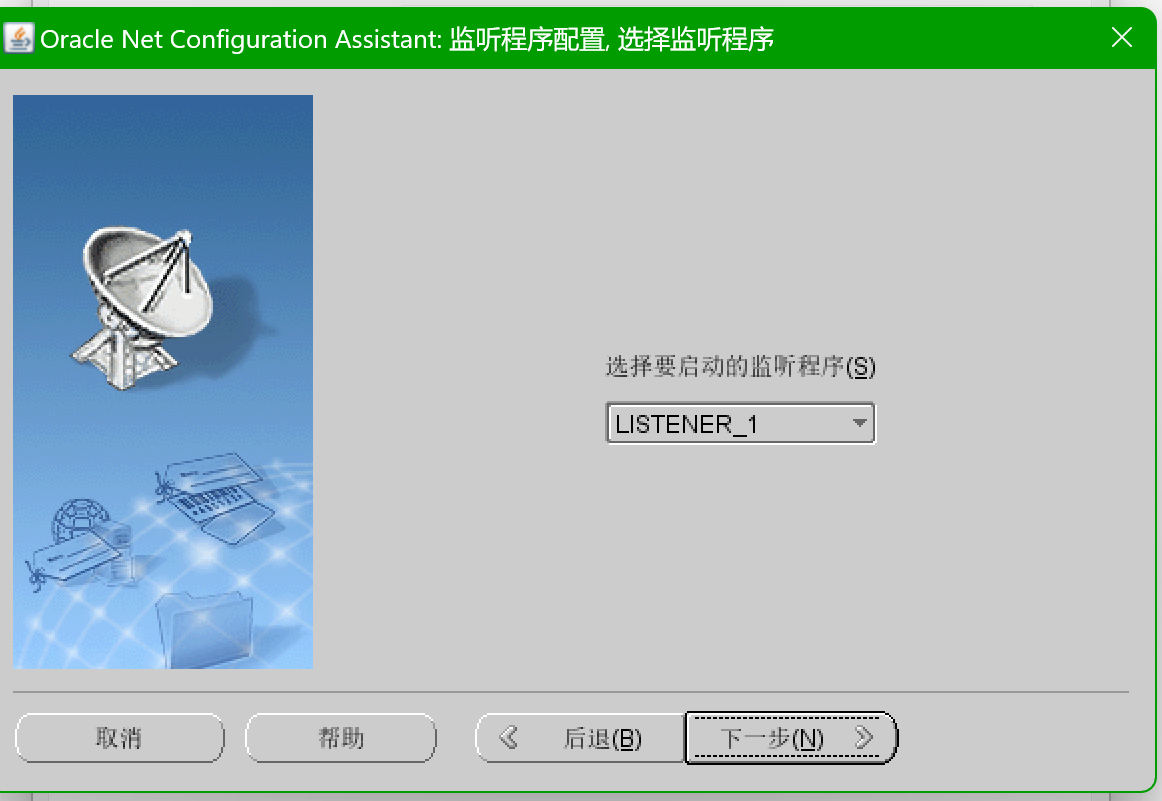 Oracle Net Configuration Assistant: 监听程序配置, 选择监听程序
选择要启动的监听程序(S)
LISTENER_1
取消
帮助
后退(B)
下一步(N)